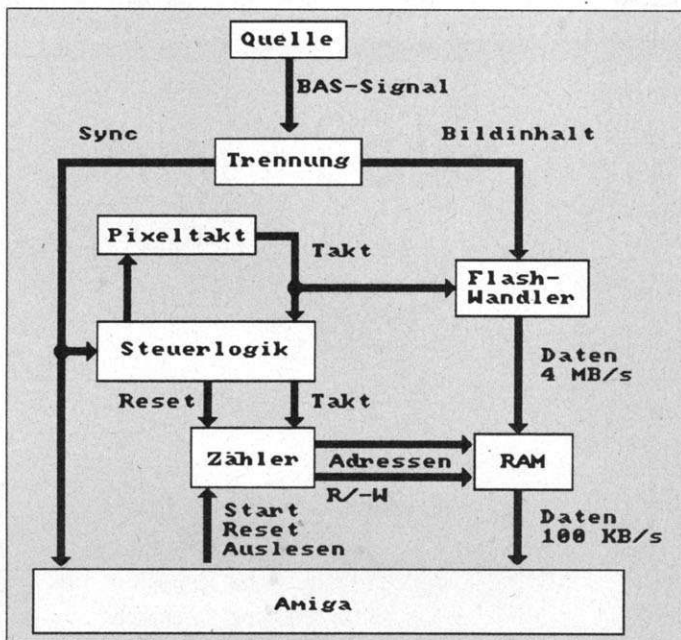 Quelle
BAS-Signal
Sync
Bildinhalt
Trennung
Pixeltakt
Takt
Flash-
Wandler
Steuerlogik
Daten
4 MB/s
Reset
Takt
Zähler
Adressen
R/-W
RAM
Start
Reset
Auslesen
Daten
100 KB/s
Amiga